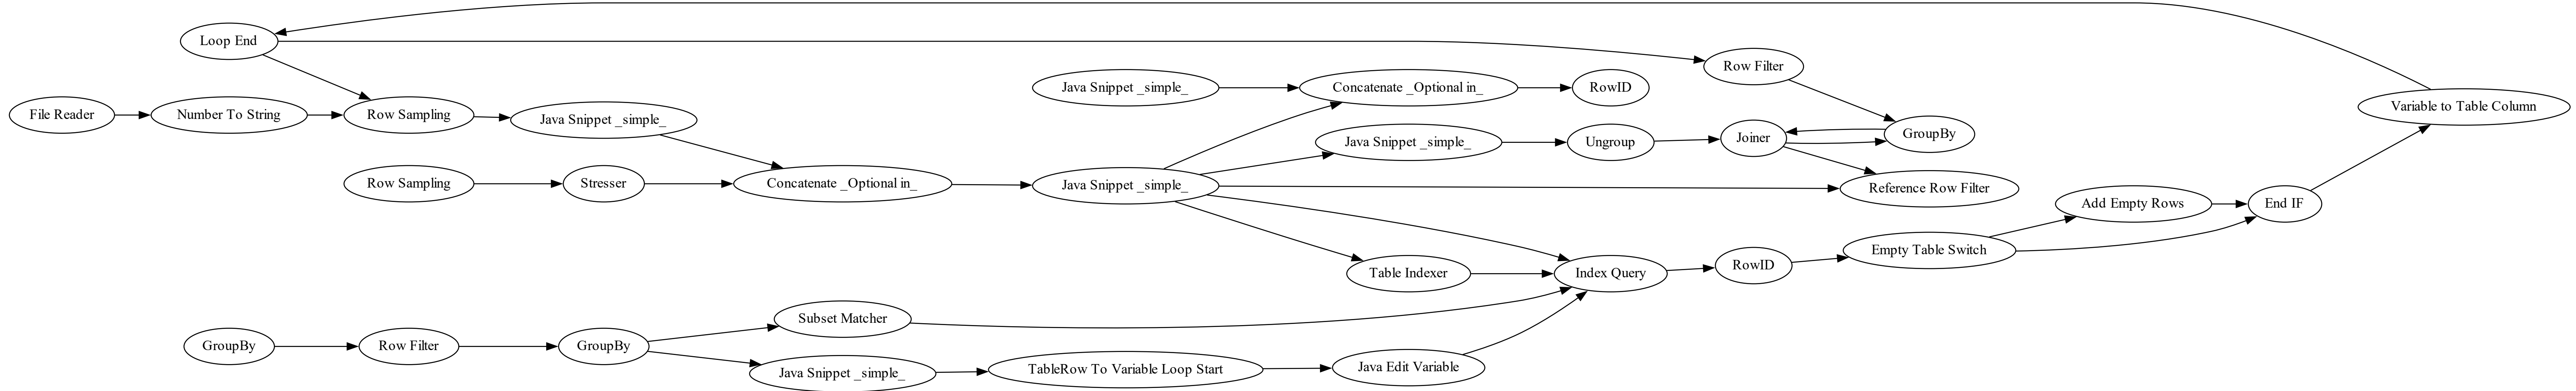 Loop End
Row Filter
Java Snippet _simple_
Concatenate _Optional in_
RowID
Variable to Table Column
File Reader
Number To String
Row Sampling
Java Snippet _simple_
Java Snippet _simple_
Ungroup
Joiner
GroupBy
Row Sampling
Stresser
Concatenate _Optional in_
Java Snippet _simple_
Reference Row Filter
Add Empty Rows
End IF
Empty Table Switch
Table Indexer
Index Query
RowID
Subset Matcher
GroupBy
Row Filter
GroupBy
Java Snippet _simple_
TableRow To Variable Loop Start
Java Edit Variable